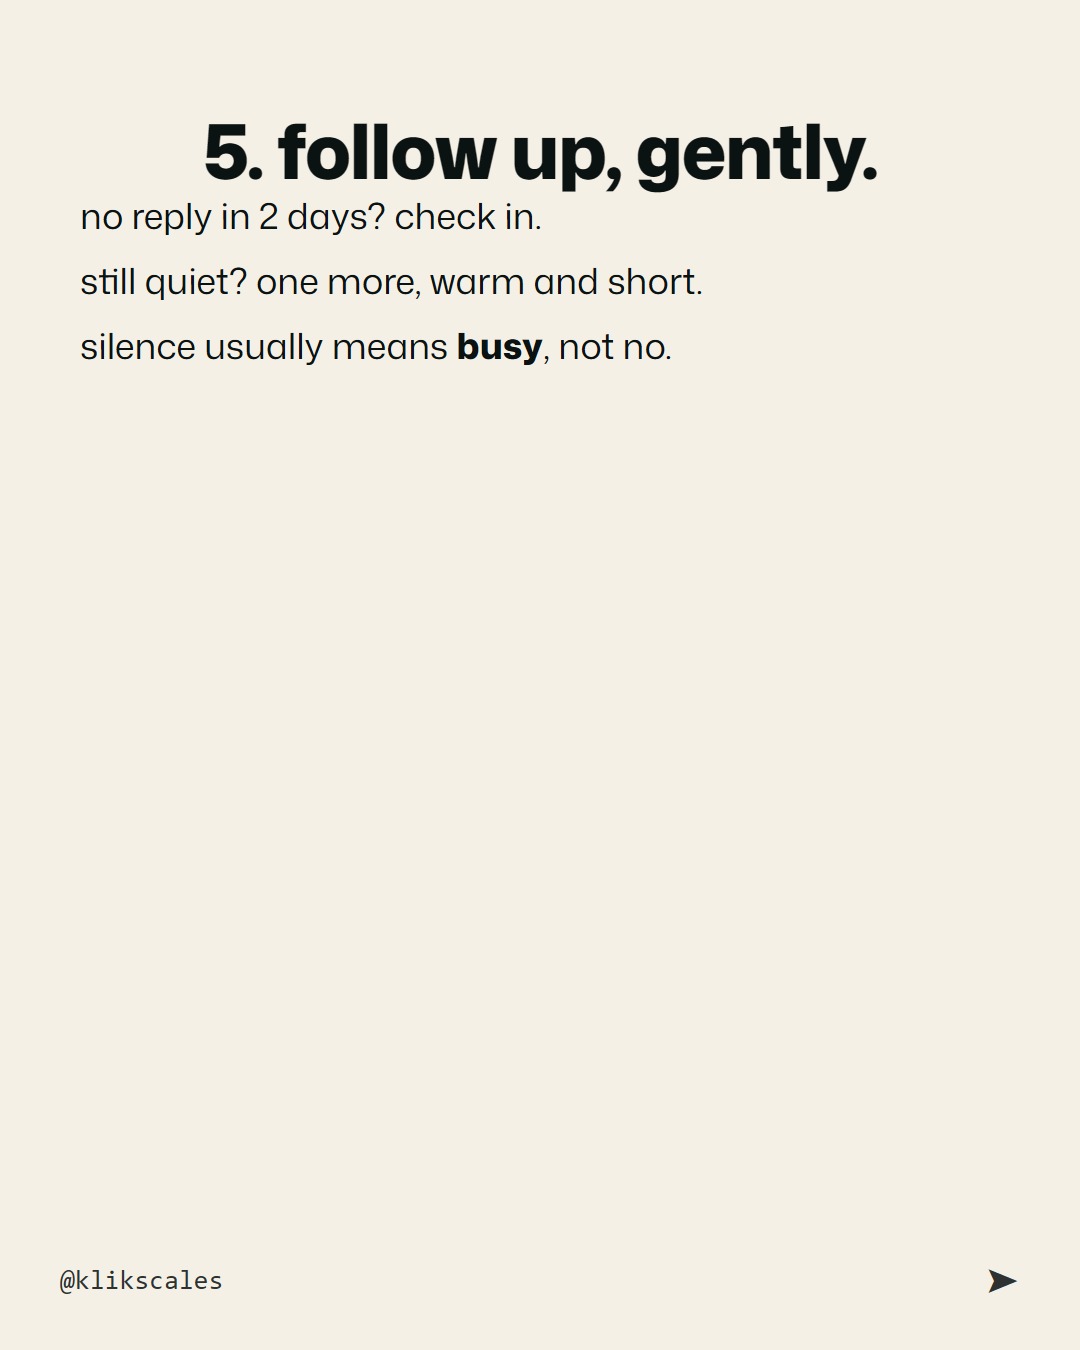 5. follow up, gently.
no reply in 2 days? check in.
still quiet? one more, warm and short.
silence usually means busy, not no.
@klikscales